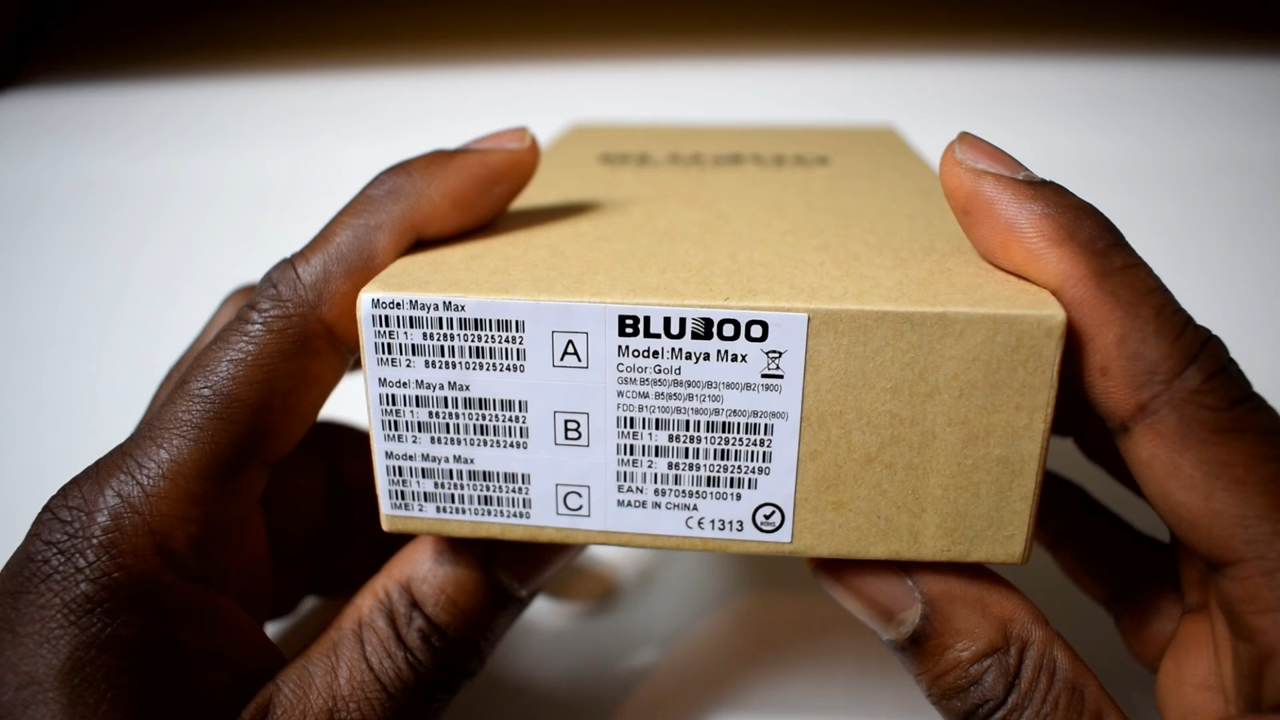 BLUBOO
Model:Maya Max
IMEI 1: 862891029252482
IMEI 2: 862891029252490
A
Model:Maya Max
IMEI 1: 862891029252482
IMEI 2: 862891029252490
B
Model:Maya Max
IMEI 1: 862891029252482
IMEI 2: 862891029252490
C
BLUBOO
Model:Maya Max
Color:Gold
GSM:B5(850)/B8(900)/B3(1800)/B2(1900)
WCDMA:B5(850)/B1(2100)
FDD:B1(2100)/B3(1800)/B7(2600)/B20(800)
IMEI 1: 862891029252482
IMEI 2: 862891029252490
EAN: 6970595010019
MADE IN CHINA
CE1313
RoHS